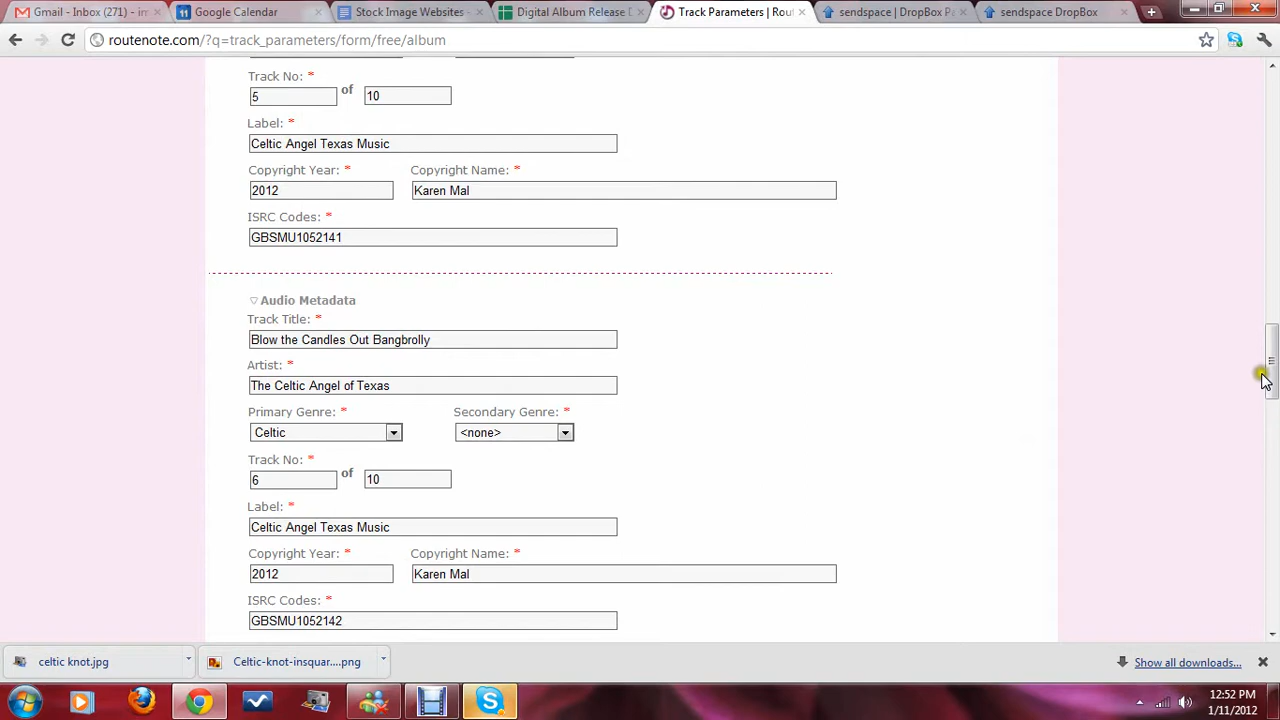 Gmail - Inbox (271) - im
Google Calendar
Stock Image Websites -
Digital Album Release D
Track Parameters | Rout
sendspace | DropBox Pa
sendspace DropBox
routenote.com/?q=track_parameters/form/free/album
Track No: *
5 of 10
Label: *
Celtic Angel Texas Music
Copyright Year: * Copyright Name: *
2012 Karen Mal
ISRC Codes: *
GBSMU1052141
Audio Metadata
Track Title: *
Blow the Candles Out Bangbrolly
Artist: *
The Celtic Angel of Texas
Primary Genre: * Secondary Genre: *
Celtic <none>
Track No: *
6 of 10
Label: *
Celtic Angel Texas Music
Copyright Year: * Copyright Name: *
2012 Karen Mal
ISRC Codes: *
GBSMU1052142
celtic knot.jpg
Celtic-knot-insquar....png
Show all downloads...
12:52 PM
1/11/2012